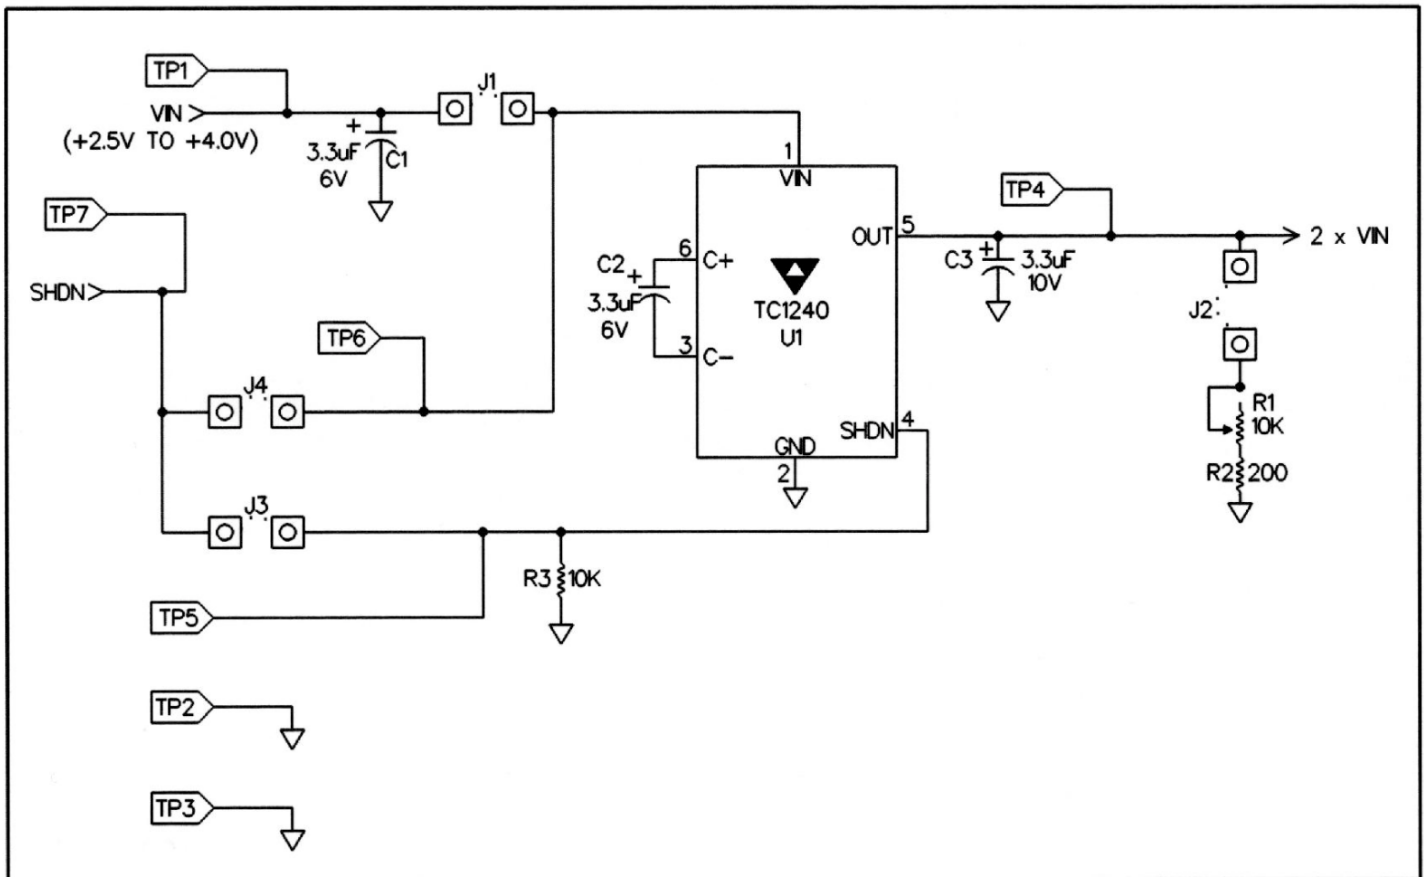 TP1
J1
VIN
(+2.5V TO +4.0V)
+
3.3uF
6V
C1
1
VIN
TP7
TP4
OUT
5
2 x VIN
SHDN
C2
+
3.3uF
6V
6
C+
TC1240
U1
C3
+
3.3uF
10V
J2
TP6
3
C-
J4
R1
10K
SHDN
4
GND
2
R2
200
J3
R3
10K
TP5
TP2
TP3